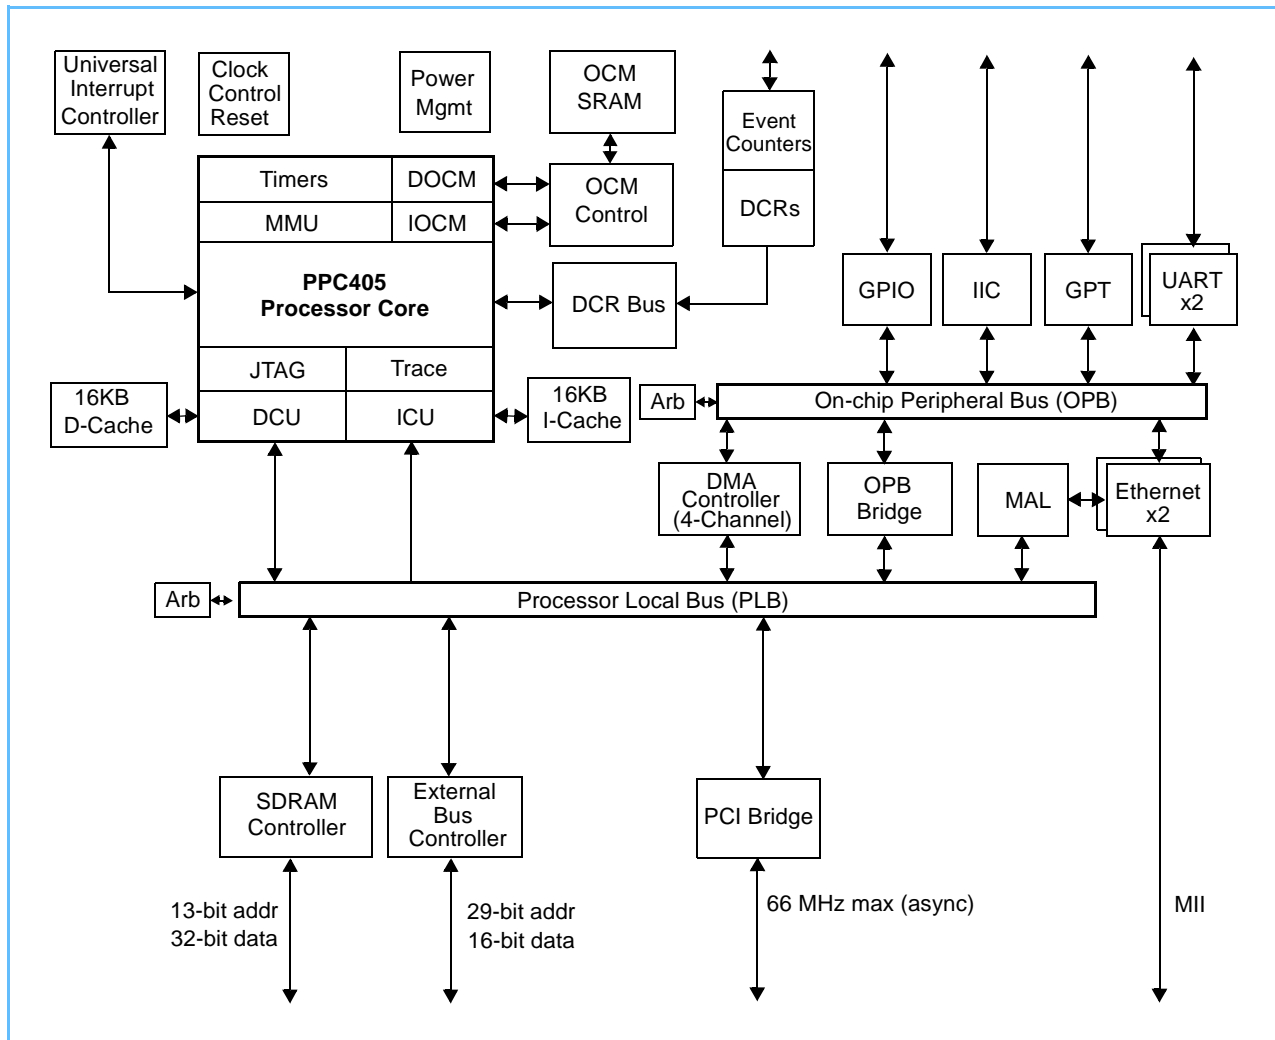 Universal
Interrupt
Controller
Clock
Control
Reset
Power
Mgmt
OCM
SRAM
Event
Counters
DCRs
Timers
DOCM
MMU
IOCM
OCM
Control
PPC405
Processor Core
DCR Bus
GPIO
IIC
GPT
UART
x2
JTAG
Trace
DCU
ICU
16KB
D-Cache
16KB
I-Cache
Arb
On-chip Peripheral Bus (OPB)
DMA
Controller
(4-Channel)
OPB
Bridge
MAL
Ethernet
x2
Arb
Processor Local Bus (PLB)
SDRAM
Controller
External
Bus
Controller
PCI Bridge
13-bit addr
32-bit data
29-bit addr
16-bit data
66 MHz max (async)
MII